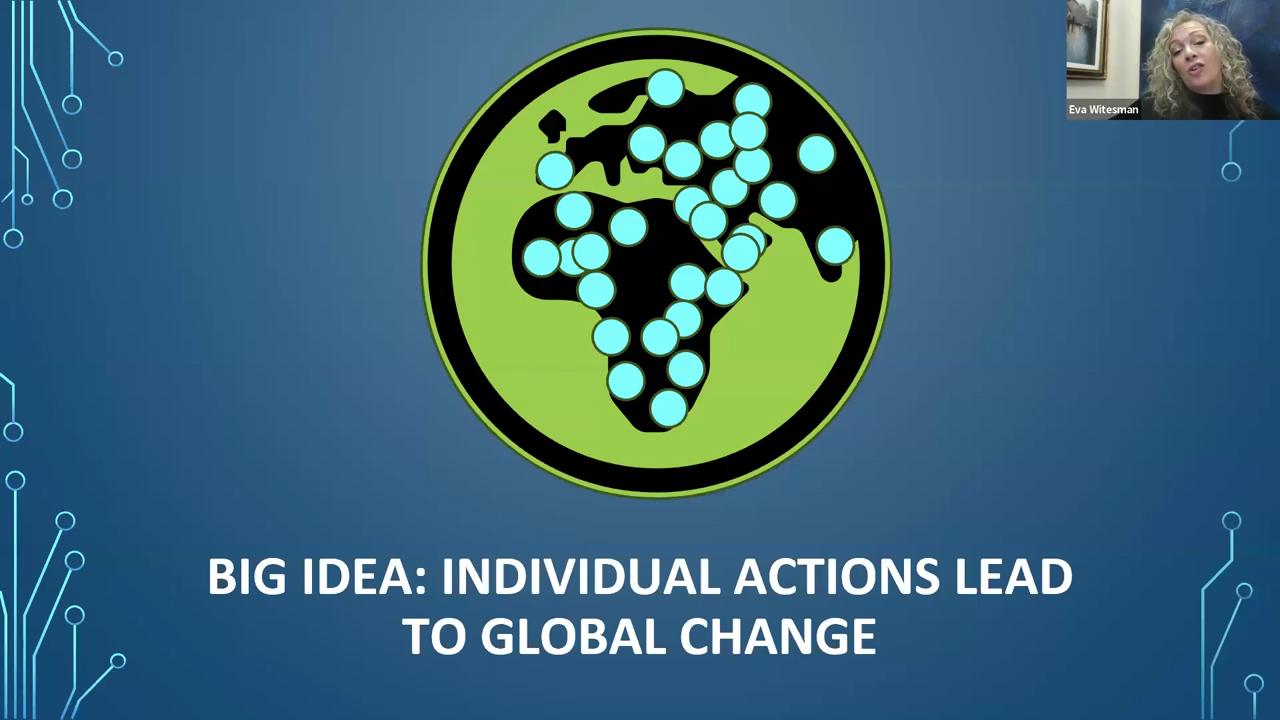 Eva Witesman
BIG IDEA: INDIVIDUAL ACTIONS LEAD
TO GLOBAL CHANGE